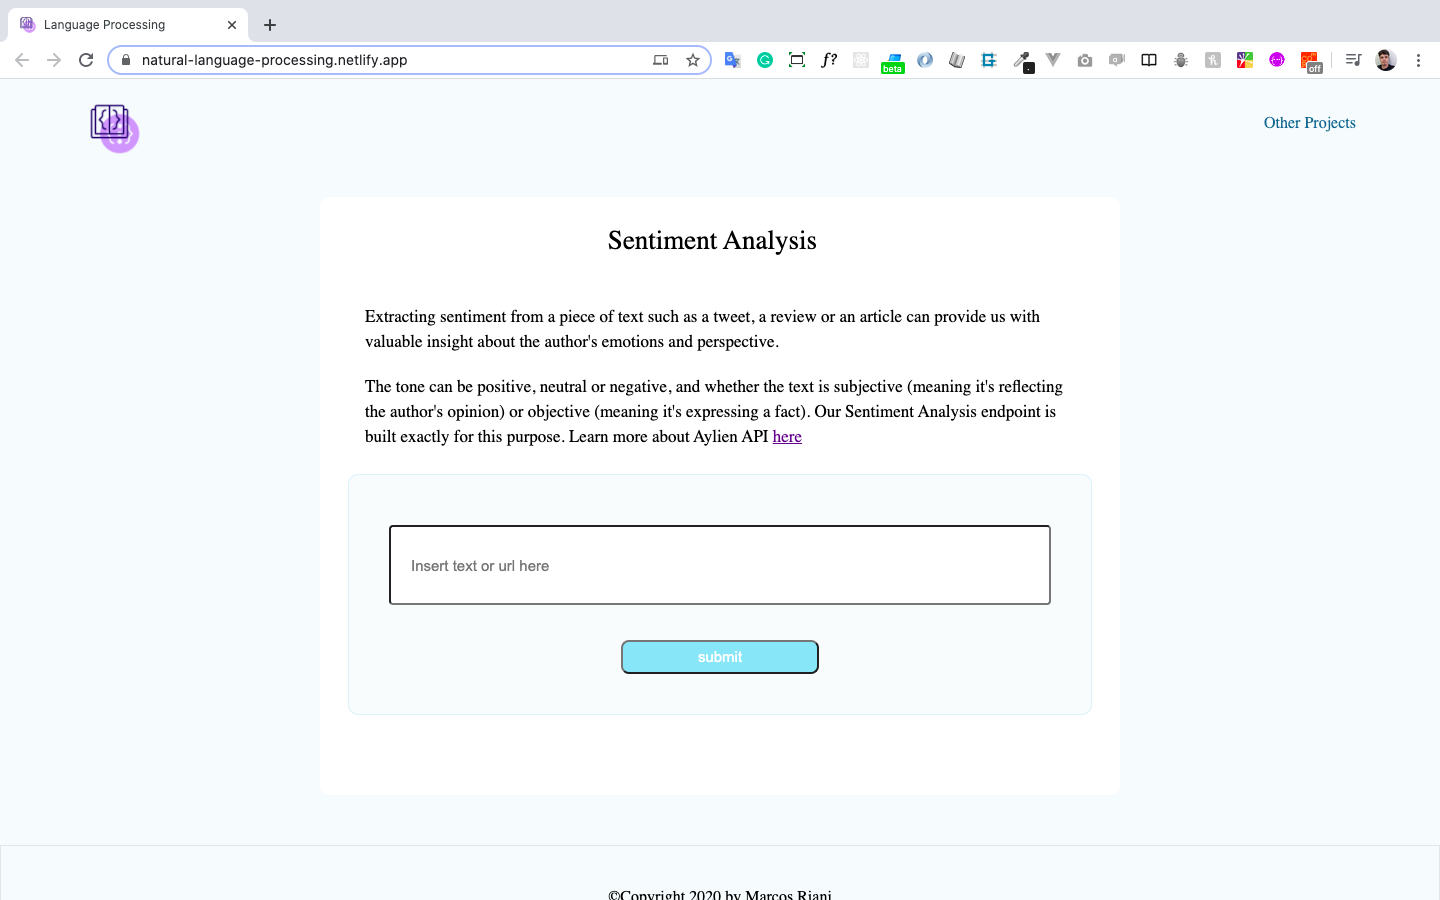 Language Processing
natural-language-processing.netlify.app
f?
beta
off
Other Projects
Sentiment Analysis
Extracting sentiment from a piece of text such as a tweet, a review or an article can provide us with
valuable insight about the author's emotions and perspective.
The tone can be positive, neutral or negative, and whether the text is subjective (meaning it's reflecting
the author's opinion) or objective (meaning it's expressing a fact). Our Sentiment Analysis endpoint is
built exactly for this purpose. Learn more about Aylien API here
Insert text or url here
submit
©Copyright 2020 by Marcos Riani